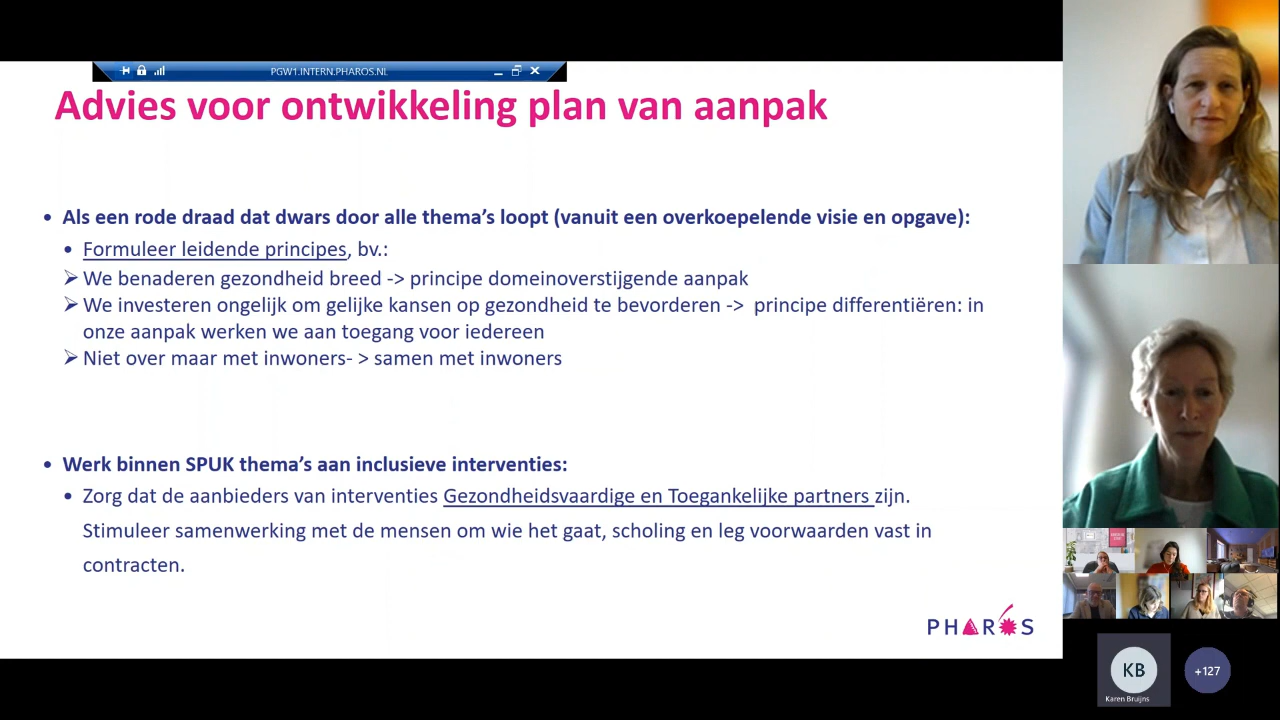 PGW1.INTERN.PHAROS.NL
Advies voor ontwikkeling plan van aanpak
• Als een rode draad dat dwars door alle thema’s loopt (vanuit een overkoepelende visie en opgave):
• Formuleer leidende principes, bv.:
➢ We benaderen gezondheid breed -> principe domeinoverstijgende aanpak
➢ We investeren ongelijk om gelijke kansen op gezondheid te bevorderen -> principe differentiëren: in
onze aanpak werken we aan toegang voor iedereen
➢ Niet over maar met inwoners- > samen met inwoners
• Werk binnen SPUK thema’s aan inclusieve interventies:
• Zorg dat de aanbieders van interventies Gezondheidsvaardige en Toegankelijke partners zijn.
Stimuleer samenwerking met de mensen om wie het gaat, scholing en leg voorwaarden vast in
contracten.
PHAROS
KB
Karen Bruijns
+127